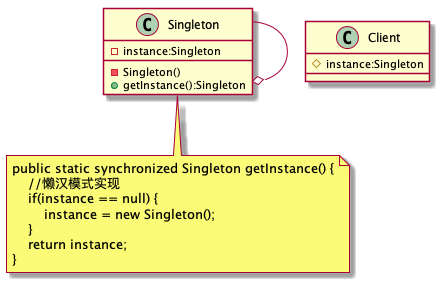 C Singleton
instance:Singleton
Singleton()
getInstance():Singleton
C Client
instance:Singleton
public static synchronized Singleton getInstance() {
//懒汉模式实现
if(instance == null) {
instance = new Singleton();
}
return instance;
}